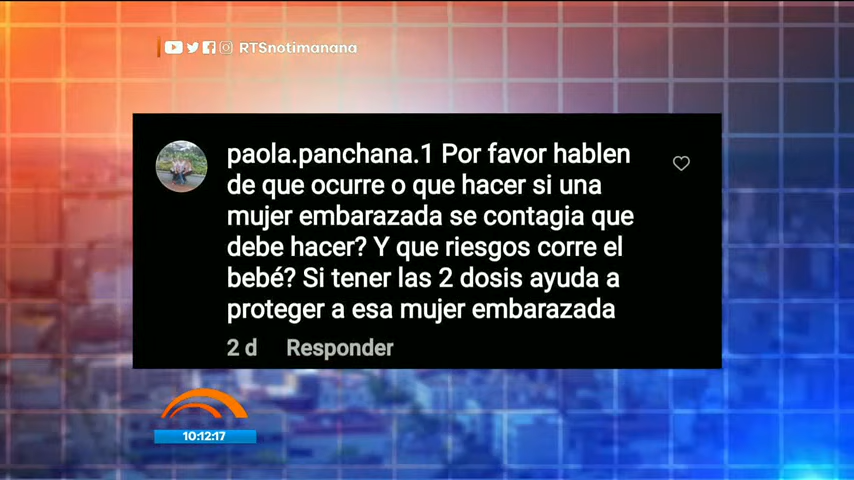 RTSnotimanana
paola.panchana.1 Por favor hablen
de que ocurre o que hacer si una
mujer embarazada se contagia que
debe hacer? Y que riesgos corre el
bebé? Si tener las 2 dosis ayuda a
proteger a esa mujer embarazada
2 d Responder
10:12:17